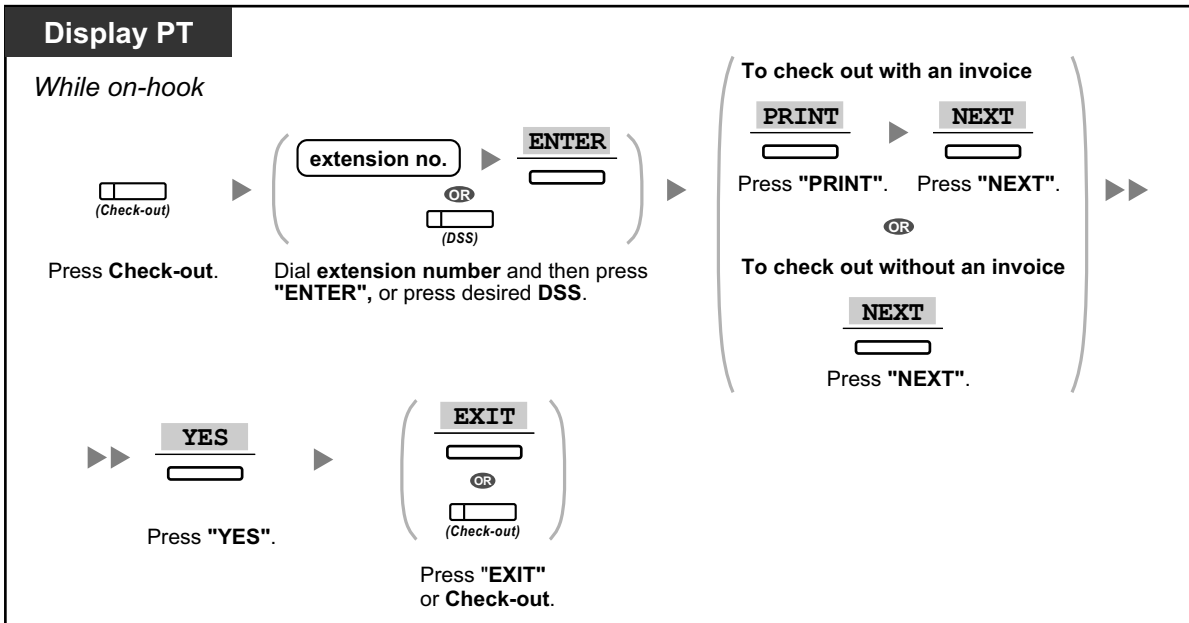 Display PT
While on-hook
(Check-out)
Press Check-out.
extension no.
ENTER
OR
(DSS)
Dial extension number and then press
"ENTER", or press desired DSS.
To check out with an invoice
PRINT
NEXT
Press "PRINT".
Press "NEXT".
OR
To check out without an invoice
NEXT
Press "NEXT".
YES
Press "YES".
EXIT
OR
(Check-out)
Press "EXIT"
or Check-out.